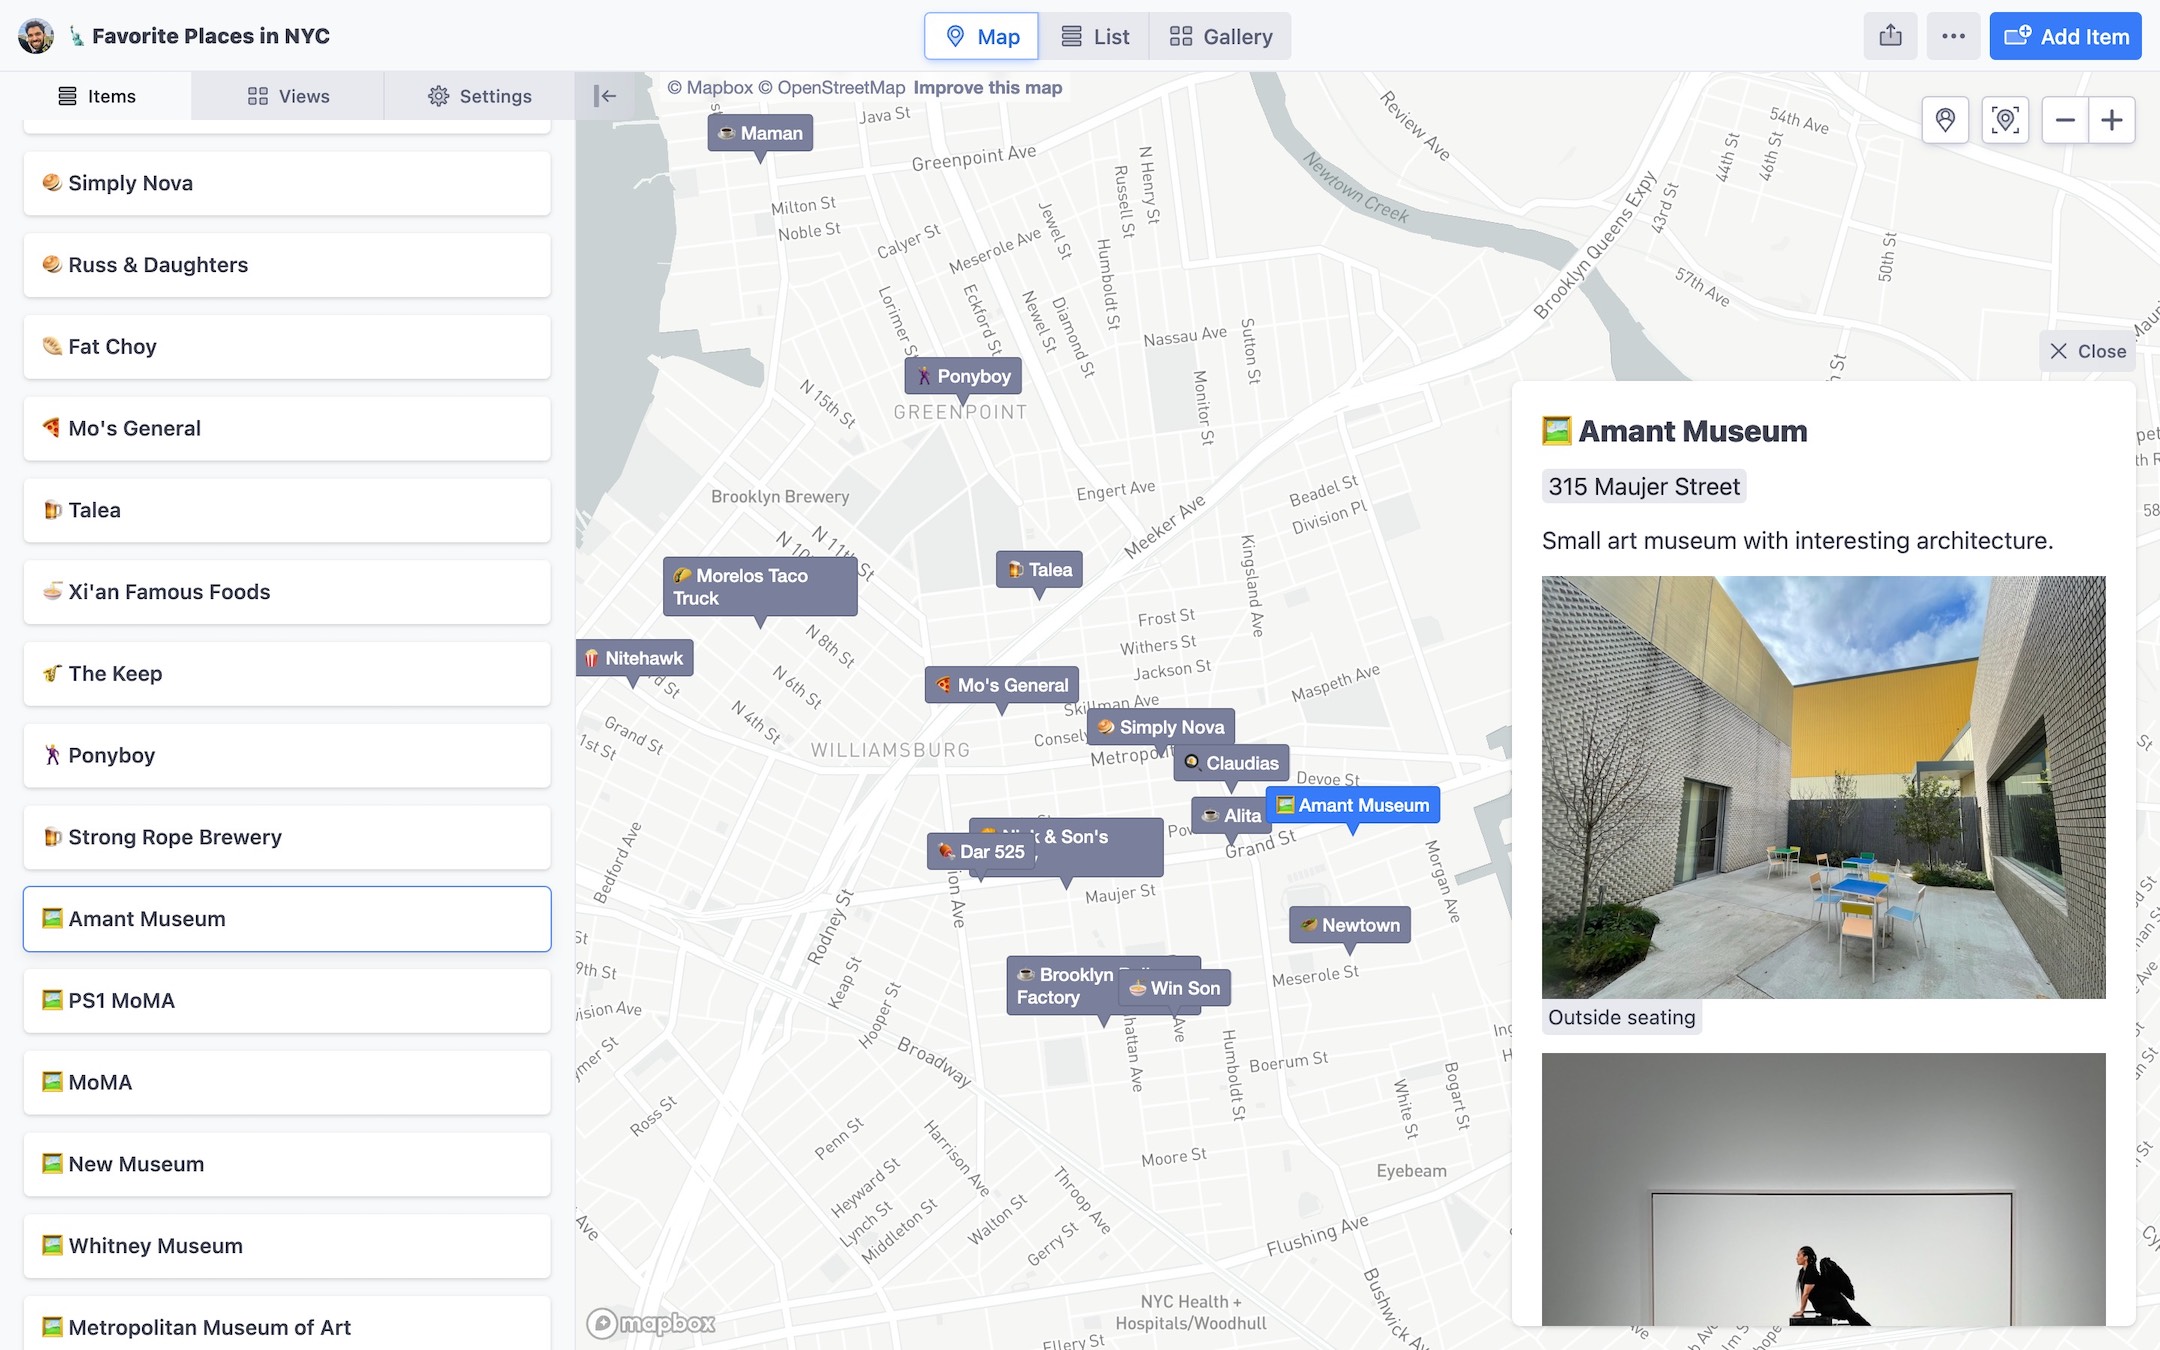 Favorite Places in NYC
Map
List
Gallery
Add Item
Items
Views
Settings
Simply Nova
Russ & Daughters
Fat Choy
Mo's General
Talea
Xi'an Famous Foods
The Keep
Ponyboy
Strong Rope Brewery
Amant Museum
PS1 MoMA
MoMA
New Museum
Whitney Museum
Metropolitan Museum of Art
© Mapbox © OpenStreetMap Improve this map
Maman
Java St
Greenpoint Ave
Review Ave
Newtown Creek
54th Ave
44th St
46th St
43rd St
50th St
57th Ave
Brooklyn Queens Expy
N Henry St
Russell St
Milton St
Noble St
Calyer St
Meserole Ave
Jewel St
Humboldt St
Lorimer St
Eckford St
Newel St
Diamond St
Nassau Ave
Sutton St
Monitor St
N 15th St
Ponyboy
GREENPOINT
Brooklyn Brewery
Engert Ave
Meeker Ave
Beadel St
Division Pl
Kingsland Ave
N 11th St
Morelos Taco
Truck
Talea
Frost St
Withers St
Jackson St
Maspeth Ave
N 8th St
N 6th St
N 4th St
Nitehawk
Grand St
1st St
Mo's General
Skillman Ave
Simply Nova
WILLIAMSBURG
Claudias
Devoe St
Amant Museum
Alita
Grand St
& Son's
Dar 525
Maujer St
Bedford Ave
Rodney St
Keap St
Hooper St
Morgan Ave
Newtown
Meserole St
Brooklyn
Factory
Win Son
9th St
Ave
Humboldt St
Boerum St
White St
Bogart St
Broadway
Ross St
Penn St
Harrison Ave
Heyward St
Lynch St
Middleton St
Walton St
Throop Ave
Gerry St
Moore St
Eyebeam
Flushing Ave
NYC Health +
Hospitals/Woodhull
Ellery St
Bushwick Av
mapbox
Close
Amant Museum
315 Maujer Street
Small art museum with interesting architecture.
Outside seating